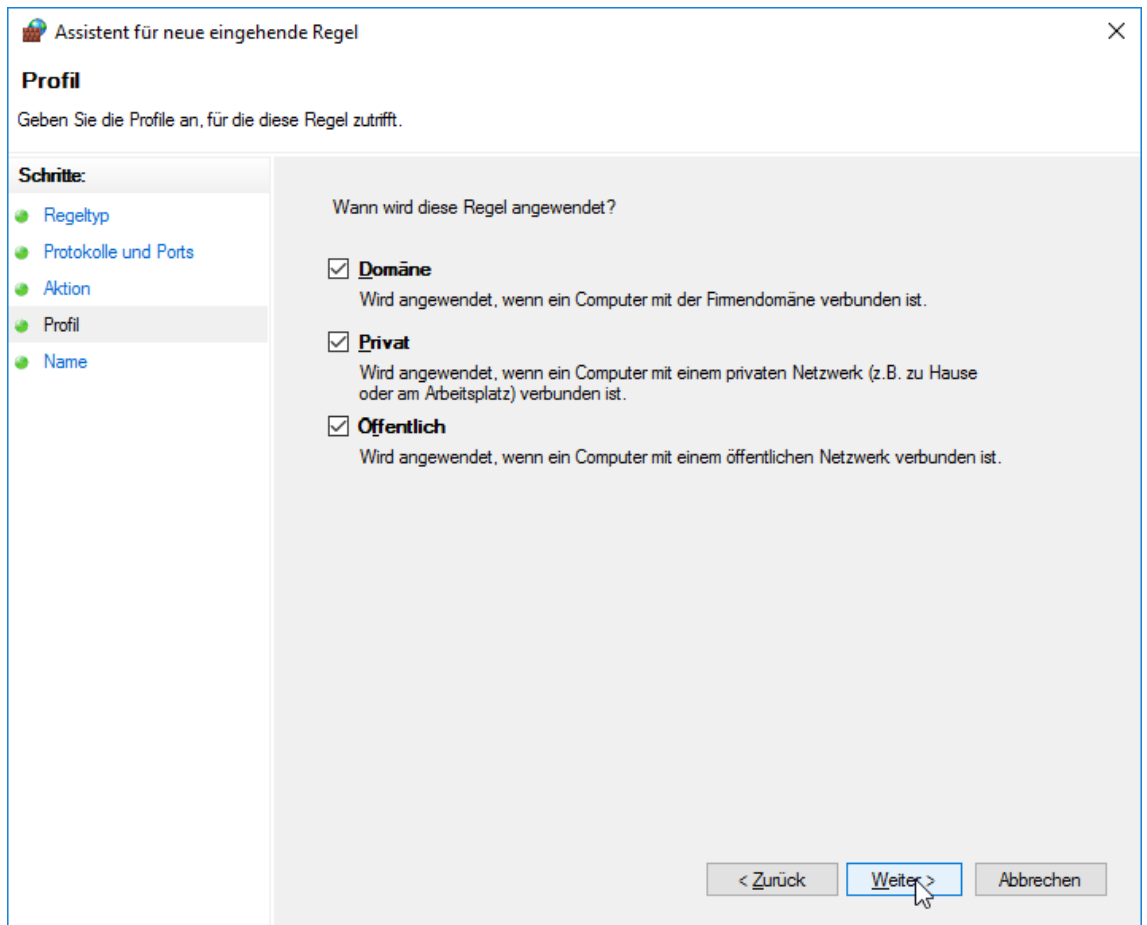 Assistent für neue eingehende Regel
Profil
Geben Sie die Profile an, für die diese Regel zutrifft.
Schritte:
Regeltyp
Protokolle und Ports
Aktion
Profil
Name
Wann wird diese Regel angewendet?
Domäne
Wird angewendet, wenn ein Computer mit der Firmendomäne verbunden ist.
Privat
Wird angewendet, wenn ein Computer mit einem privaten Netzwerk (z.B. zu Hause
oder am Arbeitsplatz) verbunden ist.
Öffentlich
Wird angewendet, wenn ein Computer mit einem öffentlichen Netzwerk verbunden ist.
< Zurück
Weiter >
Abbrechen